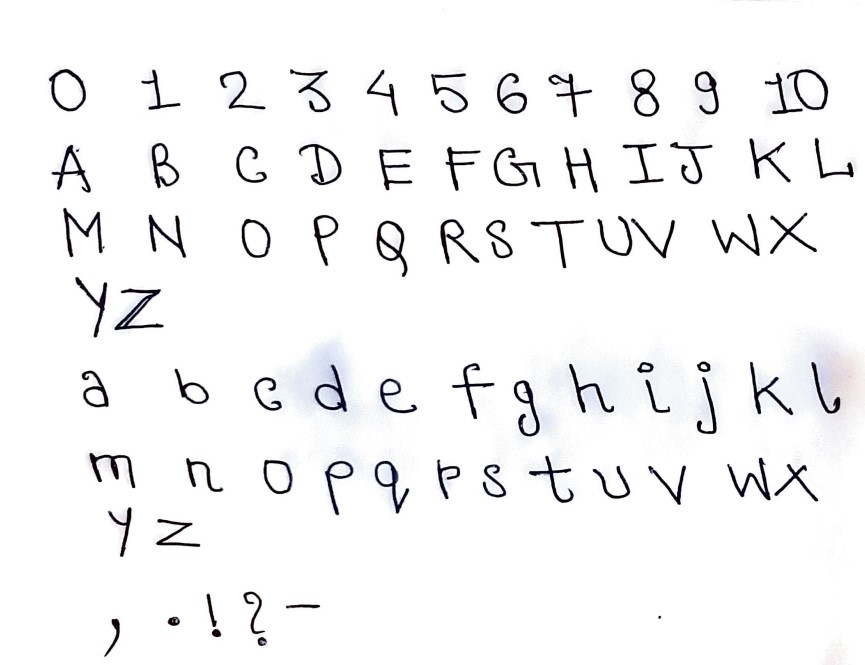 0 1 2 3 4 5 6 7 8 9 10
A B C D E F G H I J K L
M N O P Q R S T U V W X
Y Z
a b c d e f g h i j k l
m n o p q r s t u v w x
y z
, . ! ? -